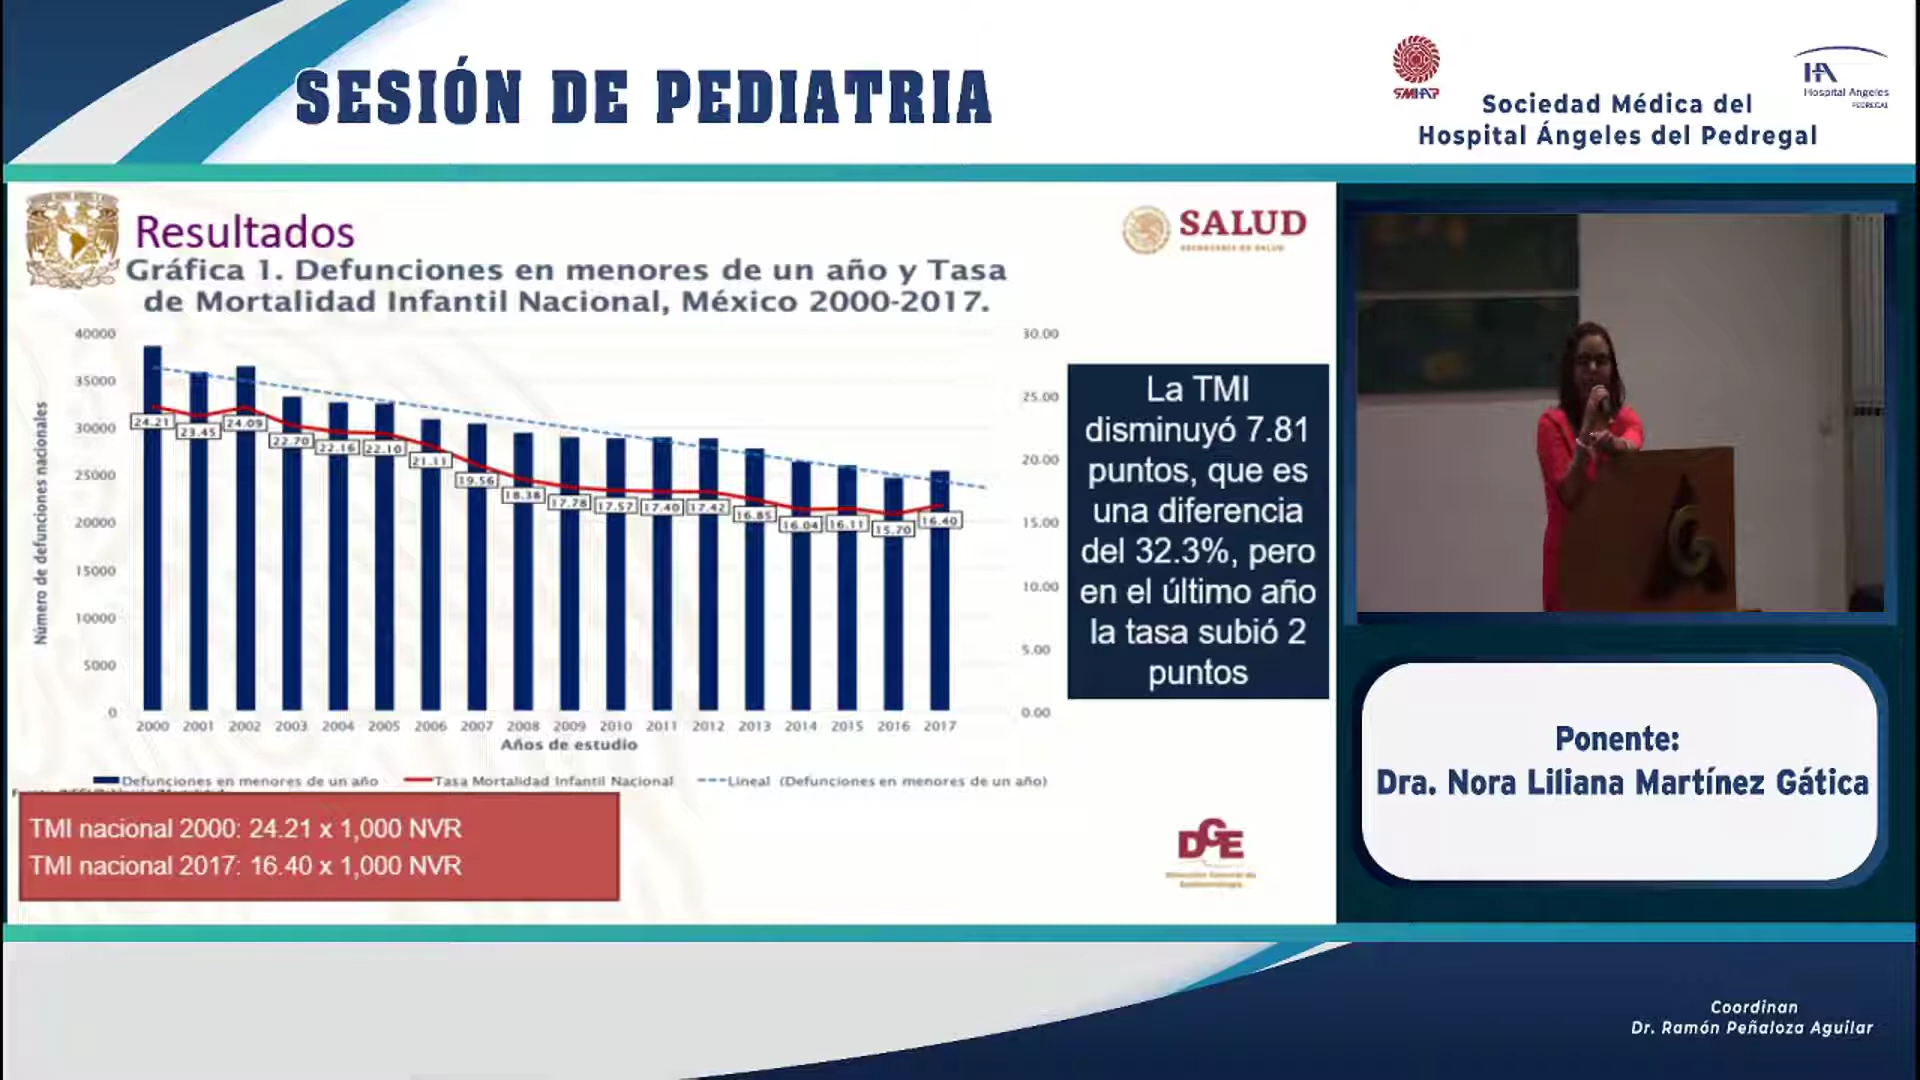 SESIÓN DE PEDIATRIA
SMHAP
Sociedad Médica del
Hospital Ángeles del Pedregal
HA
Hospital Angeles
PEDREGAL
Resultados
SALUD
SECRETARÍA DE SALUD
Gráfica 1. Defunciones en menores de un año y Tasa
de Mortalidad Infantil Nacional, México 2000-2017.
Número de defunciones nacionales
40000
35000
30000
25000
20000
15000
10000
5000
0
30.00
25.00
20.00
15.00
10.00
5.00
0.00
24.21 23.45 24.09 22.70 22.16 22.10 21.11 19.56 18.38 17.78 17.57 17.40 17.42 16.85 16.04 16.11 15.70 16.40
2000 2001 2002 2003 2004 2005 2006 2007 2008 2009 2010 2011 2012 2013 2014 2015 2016 2017
Años de estudio
Defunciones en menores de un año Tasa Mortalidad Infantil Nacional Lineal (Defunciones en menores de un año)
La TMI
disminuyó 7.81
puntos, que es
una diferencia
del 32.3%, pero
en el último año
la tasa subió 2
puntos
TMI nacional 2000: 24.21 x 1,000 NVR
TMI nacional 2017: 16.40 x 1,000 NVR
DGE
Dirección General de
Epidemiología
Ponente:
Dra. Nora Liliana Martínez Gática
Coordinan
Dr. Ramón Peñaloza Aguilar